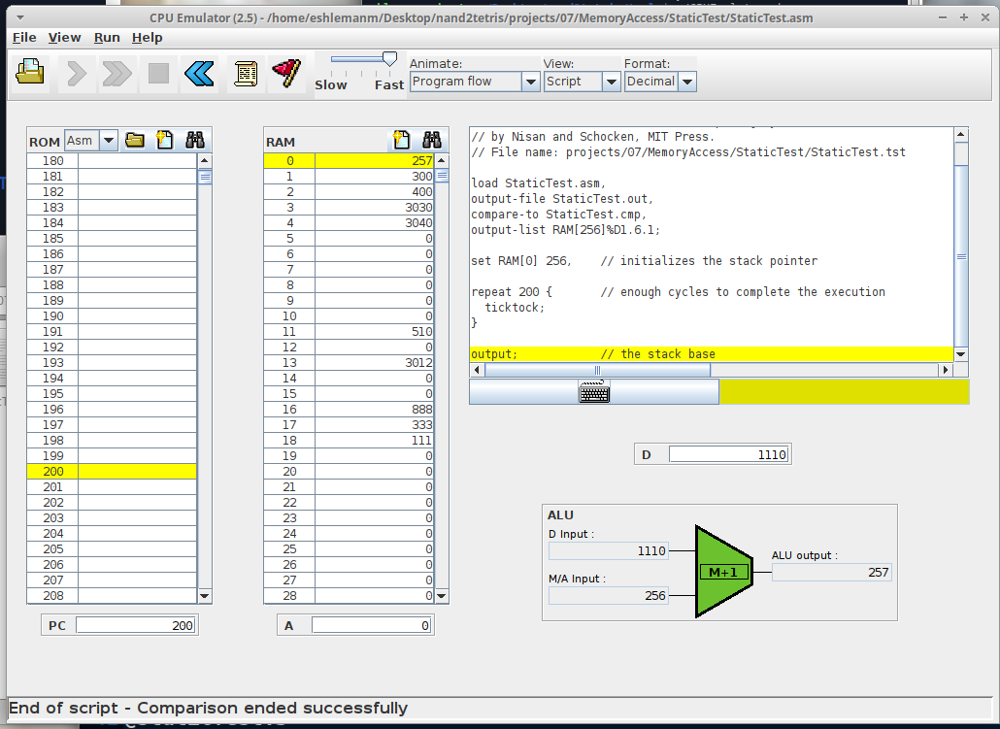 CPU Emulator (2.5) - /home/eshlemanm/Desktop/nand2tetris/projects/07/MemoryAccess/StaticTest/StaticTest.asm
File View Run Help
Slow Fast
Animate: View: Format:
Program flow Script Decimal
ROM Asm
180
181
182
183
184
185
186
187
188
189
190
191
192
193
194
195
196
197
198
199
200
201
202
203
204
205
206
207
208
PC 200
RAM
0 257
1 300
2 400
3 3030
4 3040
5 0
6 0
7 0
8 0
9 0
10 0
11 510
12 0
13 3012
14 0
15 0
16 888
17 333
18 111
19 0
20 0
21 0
22 0
23 0
24 0
25 0
26 0
27 0
28 0
A 0
// by Nisan and Schocken, MIT Press.
// File name: projects/07/MemoryAccess/StaticTest/StaticTest.tst
load StaticTest.asm,
output-file StaticTest.out,
compare-to StaticTest.cmp,
output-list RAM[256]%D1.6.1;
set RAM[0] 256,    // initializes the stack pointer
repeat 200 {       // enough cycles to complete the execution
  ticktock;
}
output;            // the stack base
D 1110
ALU
D Input :
1110
M/A Input :
256
M+1
ALU output :
257
End of script - Comparison ended successfully